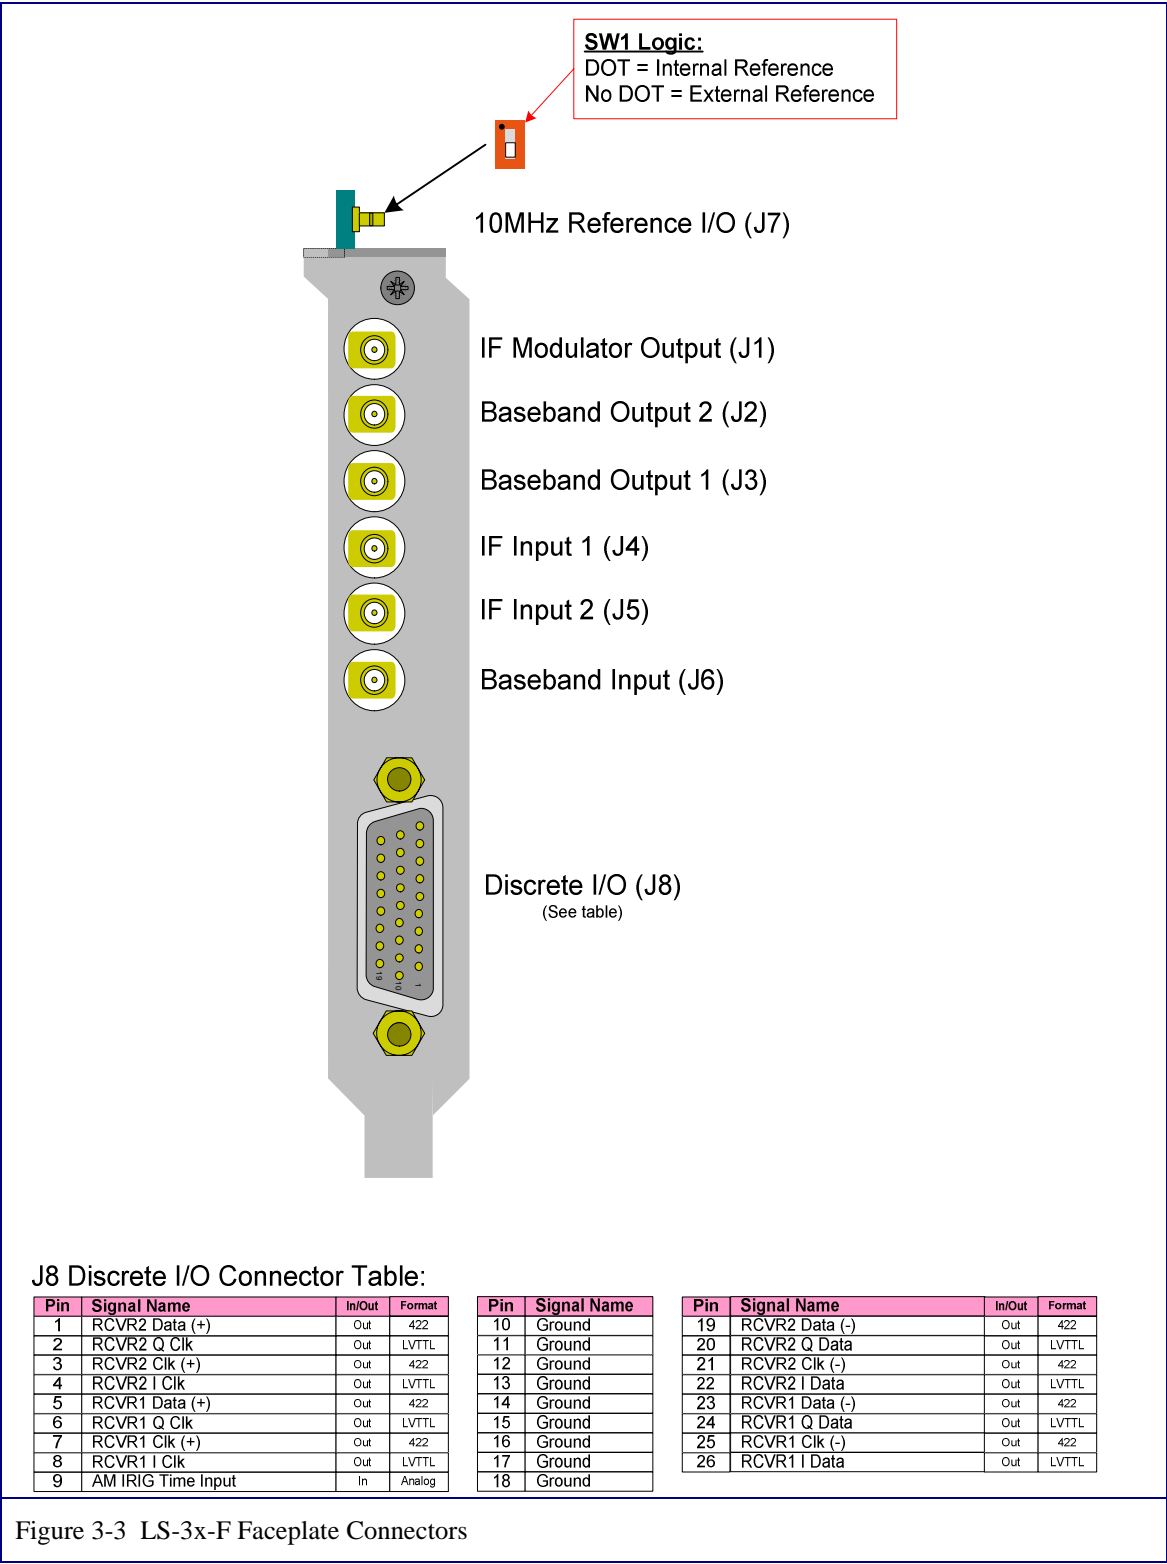 SW1 Logic:
DOT = Internal Reference
No DOT = External Reference
10MHz Reference I/O (J7)
IF Modulator Output (J1)
Baseband Output 2 (J2)
Baseband Output 1 (J3)
IF Input 1 (J4)
IF Input 2 (J5)
Baseband Input (J6)
Discrete I/O (J8)
(See table)
19 10 1
J8 Discrete I/O Connector Table:
Pin Signal Name In/Out Format Pin Signal Name Pin Signal Name In/Out Format
1 RCVR2 Data (+) Out 422 10 Ground 19 RCVR2 Data (-) Out 422
2 RCVR2 Q Clk Out LVTTL 11 Ground 20 RCVR2 Q Data Out LVTTL
3 RCVR2 Clk (+) Out 422 12 Ground 21 RCVR2 Clk (-) Out 422
4 RCVR2 I Clk Out LVTTL 13 Ground 22 RCVR2 I Data Out LVTTL
5 RCVR1 Data (+) Out 422 14 Ground 23 RCVR1 Data (-) Out 422
6 RCVR1 Q Clk Out LVTTL 15 Ground 24 RCVR1 Q Data Out LVTTL
7 RCVR1 Clk (+) Out 422 16 Ground 25 RCVR1 Clk (-) Out 422
8 RCVR1 I Clk Out LVTTL 17 Ground 26 RCVR1 I Data Out LVTTL
9 AM IRIG Time Input In Analog 18 Ground
Figure 3-3 LS-3x-F Faceplate Connectors